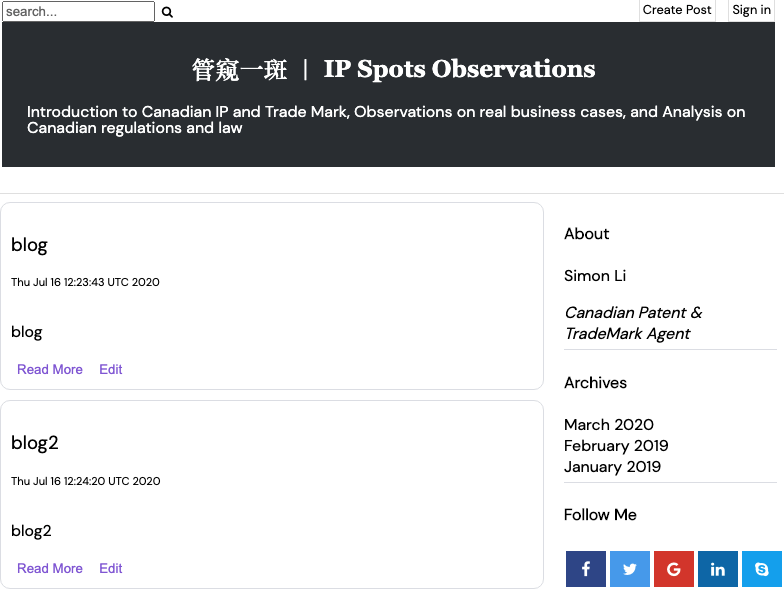 search...
Create Post
Sign in
管窺一斑 | IP Spots Observations
Introduction to Canadian IP and Trade Mark, Observations on real business cases, and Analysis on
Canadian regulations and law
blog
Thu Jul 16 12:23:43 UTC 2020
blog
Read More
Edit
blog2
Thu Jul 16 12:24:20 UTC 2020
blog2
Read More
Edit
About
Simon Li
Canadian Patent &
TradeMark Agent
Archives
March 2020
February 2019
January 2019
Follow Me